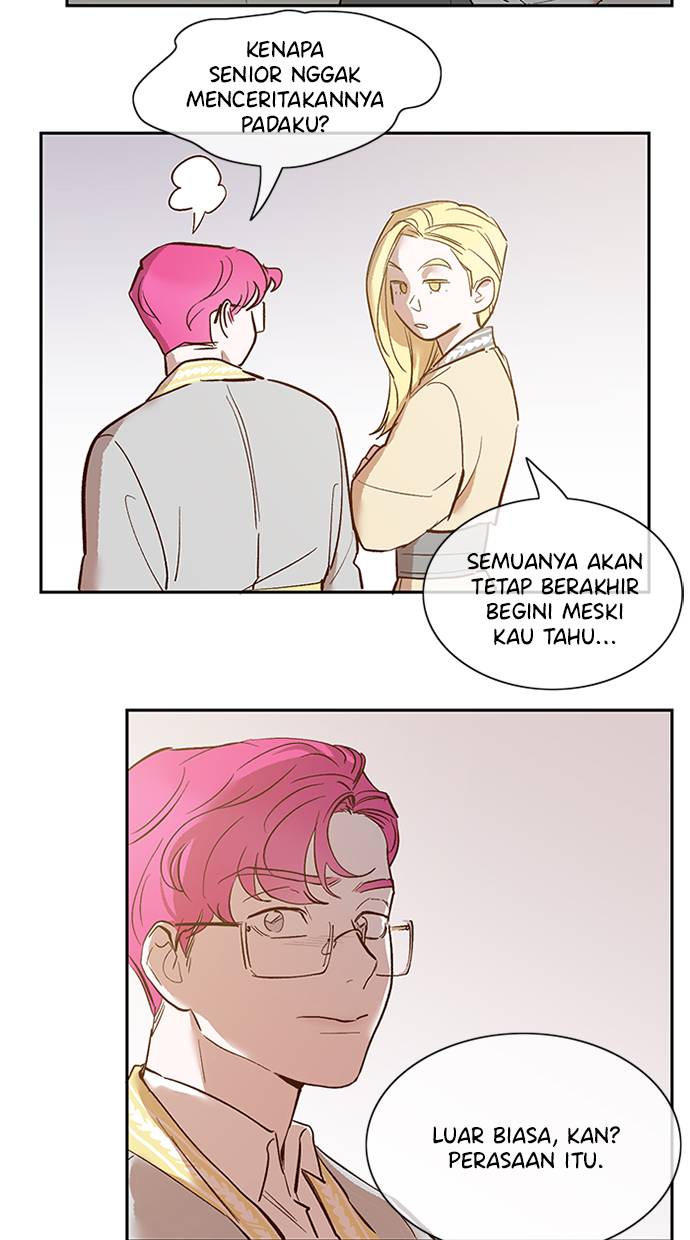 KENAPA
SENIOR NGGAK
MENCERITAKANNYA
PADAKU?
SEMUANYA AKAN
TETAP BERAKHIR
BEGINI MESKI
KAU TAHU...
LUAR BIASA, KAN?
PERASAAN ITU.